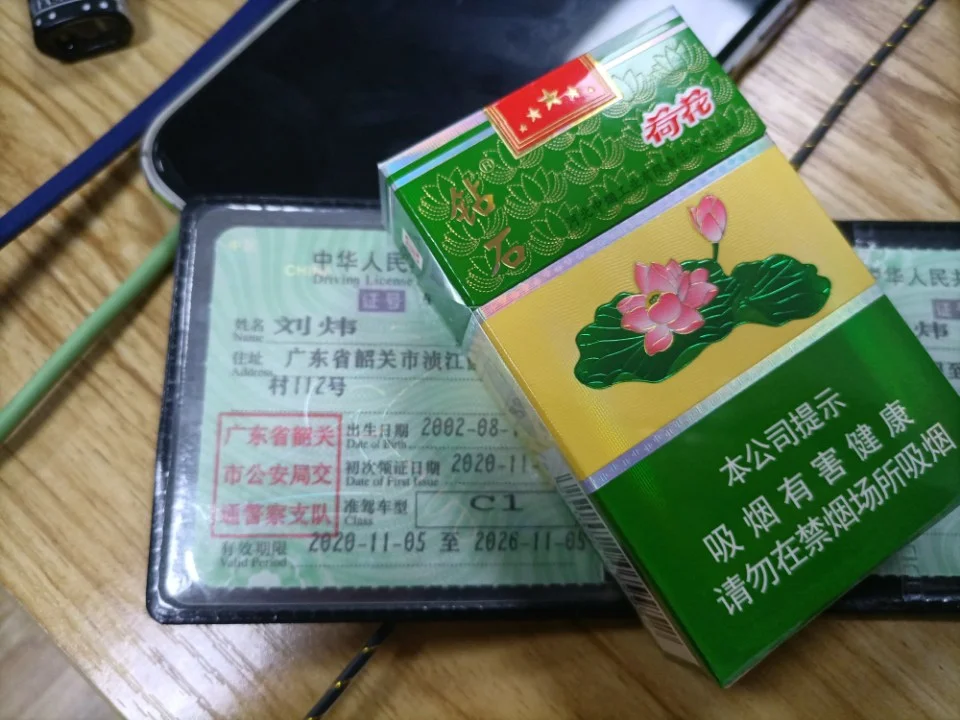 荷花
钻石
本公司提示
吸烟有害健康
请勿在禁烟场所吸烟
中华人民
Driving License
证号
姓名 刘炜
Name
住址 广东省韶关市浈江
Address
村112号
广东省韶关
市公安局交
通警察支队
出生日期 2002-08-
Date of Birth
初次领证日期 2020-11-
Date of First Issue
准驾车型 C1
Class
有效期限 2020-11-05 至 2026-11-05
Valid Period
华人民
炜